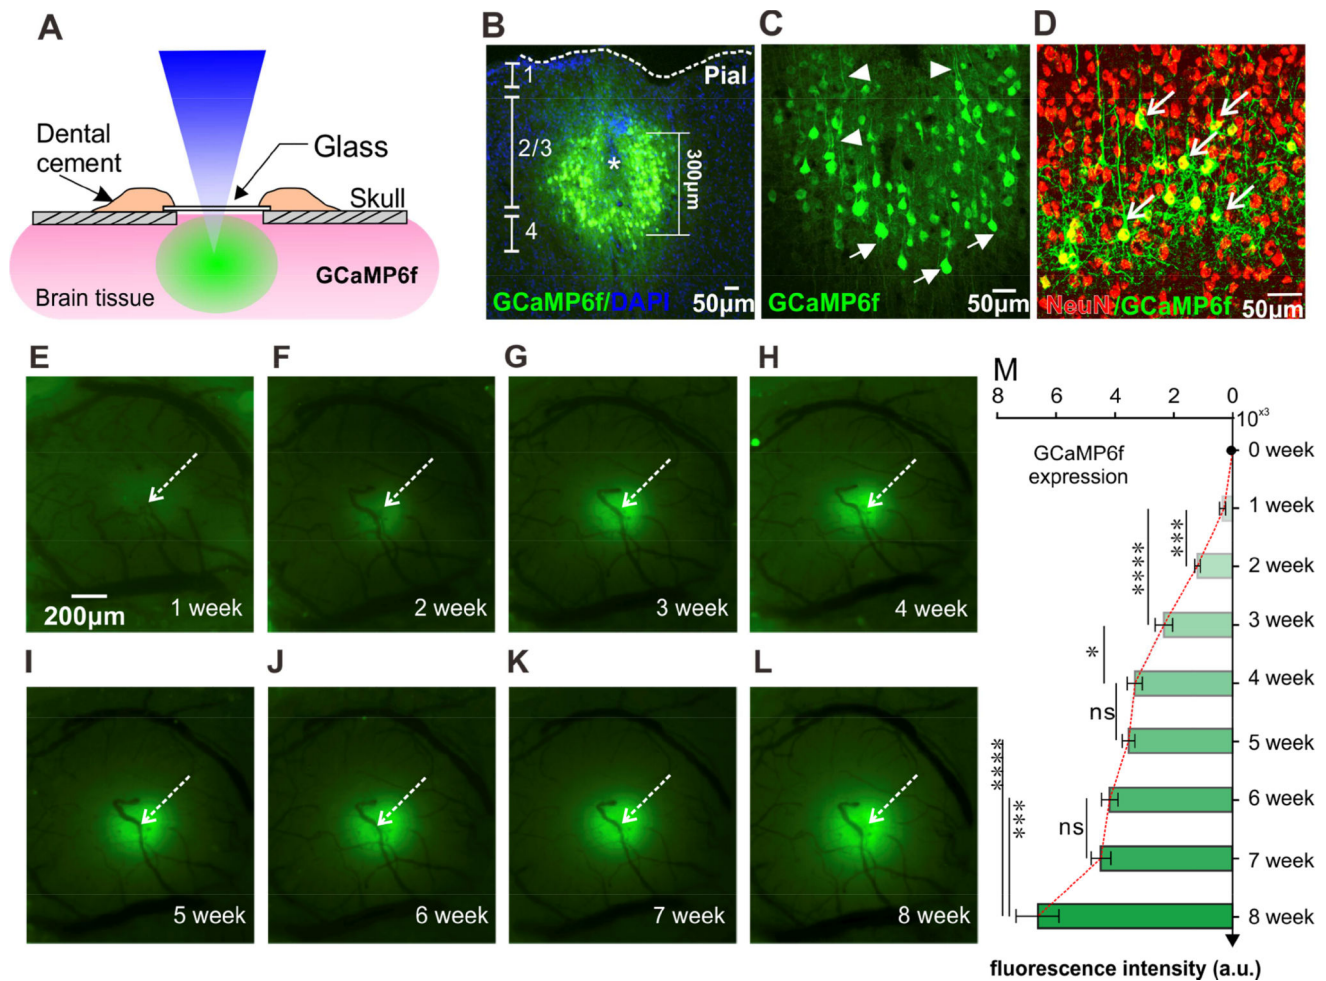 A
Dental
cement
Glass
Skull
GCaMP6f
Brain tissue
B
1
Pial
2/3
*
300μm
4
GCaMP6f/DAPI
50μm
C
GCaMP6f
50μm
D
NeuN/GCaMP6f
50μm
E
200μm
1 week
F
2 week
G
3 week
H
4 week
I
5 week
J
6 week
K
7 week
L
8 week
M
8 6 4 2 0
10x3
GCaMP6f
expression
0 week
1 week
***
****
2 week
3 week
*
4 week
ns
5 week
****
***
6 week
ns
7 week
8 week
fluorescence intensity (a.u.)